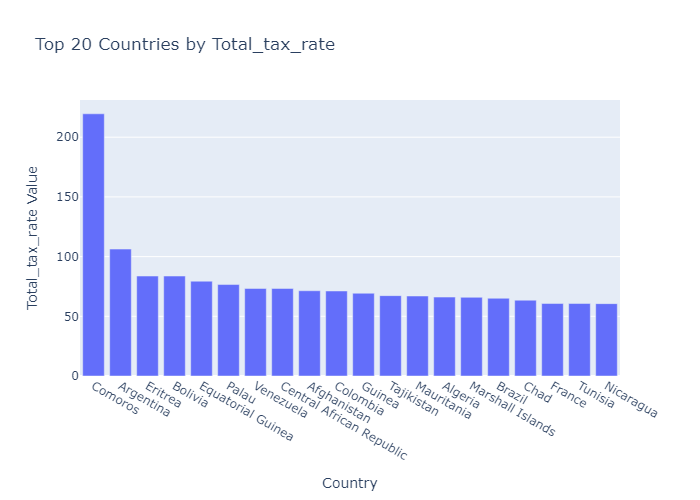 Top 20 Countries by Total_tax_rate
Total_tax_rate Value
200
150
100
50
0
Comoros
Argentina
Eritrea
Bolivia
Equatorial Guinea
Palau
Venezuela
Central African Republic
Afghanistan
Colombia
Guinea
Tajikistan
Mauritania
Algeria
Marshall Islands
Brazil
Chad
France
Tunisia
Nicaragua
Country